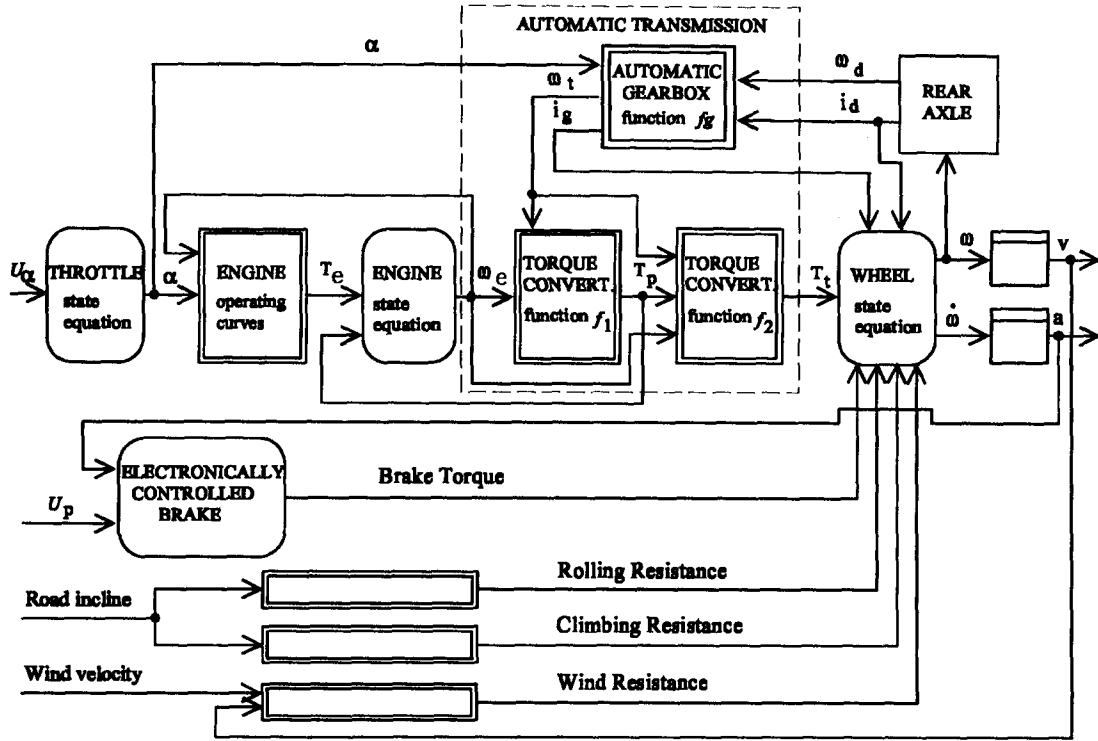 AUTOMATIC TRANSMISSION
α
AUTOMATIC
GEARBOX
function fg
ω t
i g
ω d
i d
REAR
AXLE
U α
THROTTLE
state
equation
α
ENGINE
operating
curves
T e
ENGINE
state
equation
ω e
TORQUE
CONVERT.
function f1
T p
TORQUE
CONVERT.
function f2
T t
WHEEL
state
equation
ω
v
ω̇
a
ELECTRONICALLY
CONTROLLED
BRAKE
U p
Brake Torque
Road incline
Rolling Resistance
Climbing Resistance
Wind velocity
Wind Resistance